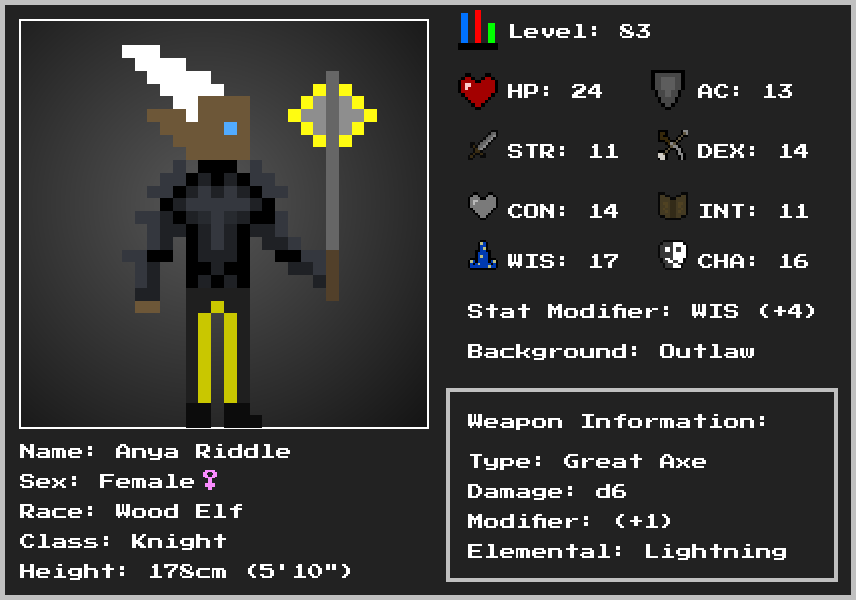 Level: 83
HP: 24
AC: 13
STR: 11
DEX: 14
CON: 14
INT: 11
WIS: 17
CHA: 16
Stat Modifier: WIS (+4)
Background: Outlaw
Weapon Information:
Type: Great Axe
Damage: d6
Modifier: (+1)
Elemental: Lightning
Name: Anya Riddle
Sex: Female♀
Race: Wood Elf
Class: Knight
Height: 178cm (5'10")